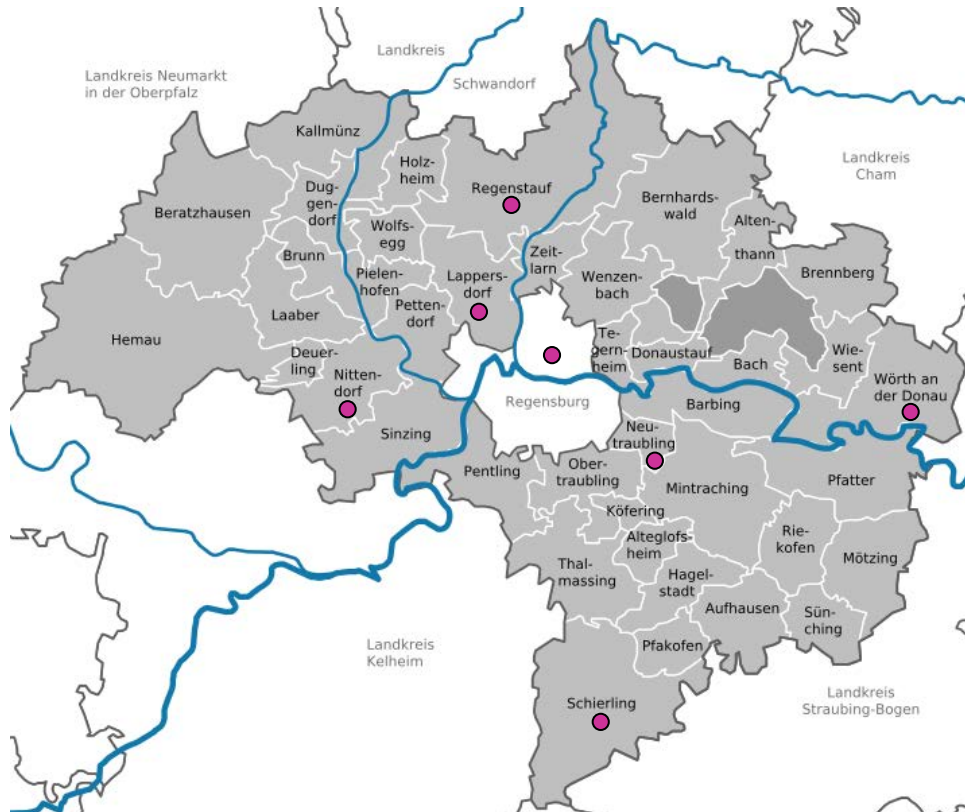 Landkreis
Schwandorf
Landkreis Neumarkt
in der Oberpfalz
Landkreis
Cham
Kallmünz
Holz-
heim
Regenstauf
Bernhards-
wald
Alten-
thann
Beratzhausen
Dug-
gen-
dorf
Wolfs-
egg
Brunn
Zeit-
larn
Wenzen-
bach
Brennberg
Pielen-
hofen
Lappers-
dorf
Petten-
dorf
Hemau
Laaber
Deuer-
ling
Nitten-
dorf
Te-
gern-
heim
Donaustauf
Bach
Wie-
sent
Wörth an
der Donau
Regensburg
Barbing
Sinzing
Neu-
traubling
Pentling
Ober-
traubling
Mintraching
Pfatter
Köfering
Alteglofs-
heim
Rie-
kofen
Mötzing
Thal-
massing
Hagel-
stadt
Aufhausen
Sün-
ching
Pfakofen
Landkreis
Kelheim
Schierling
Landkreis
Straubing-Bogen